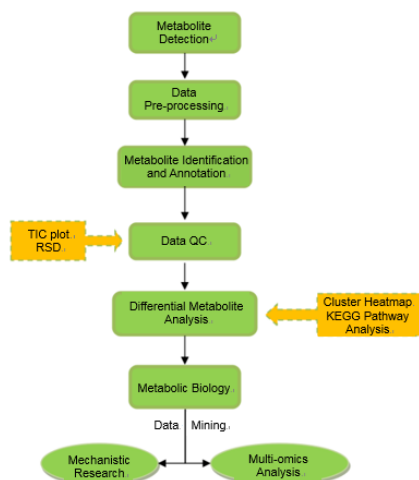 Metabolite
Detection
Data
Pre-processing
Metabolite Identification
and Annotation
TIC plot
RSD
Data QC
Differential Metabolite
Analysis
Cluster Heatmap
KEGG Pathway
Analysis
Metabolic Biology
Data Mining
Mechanistic
Research
Multi-omics
Analysis